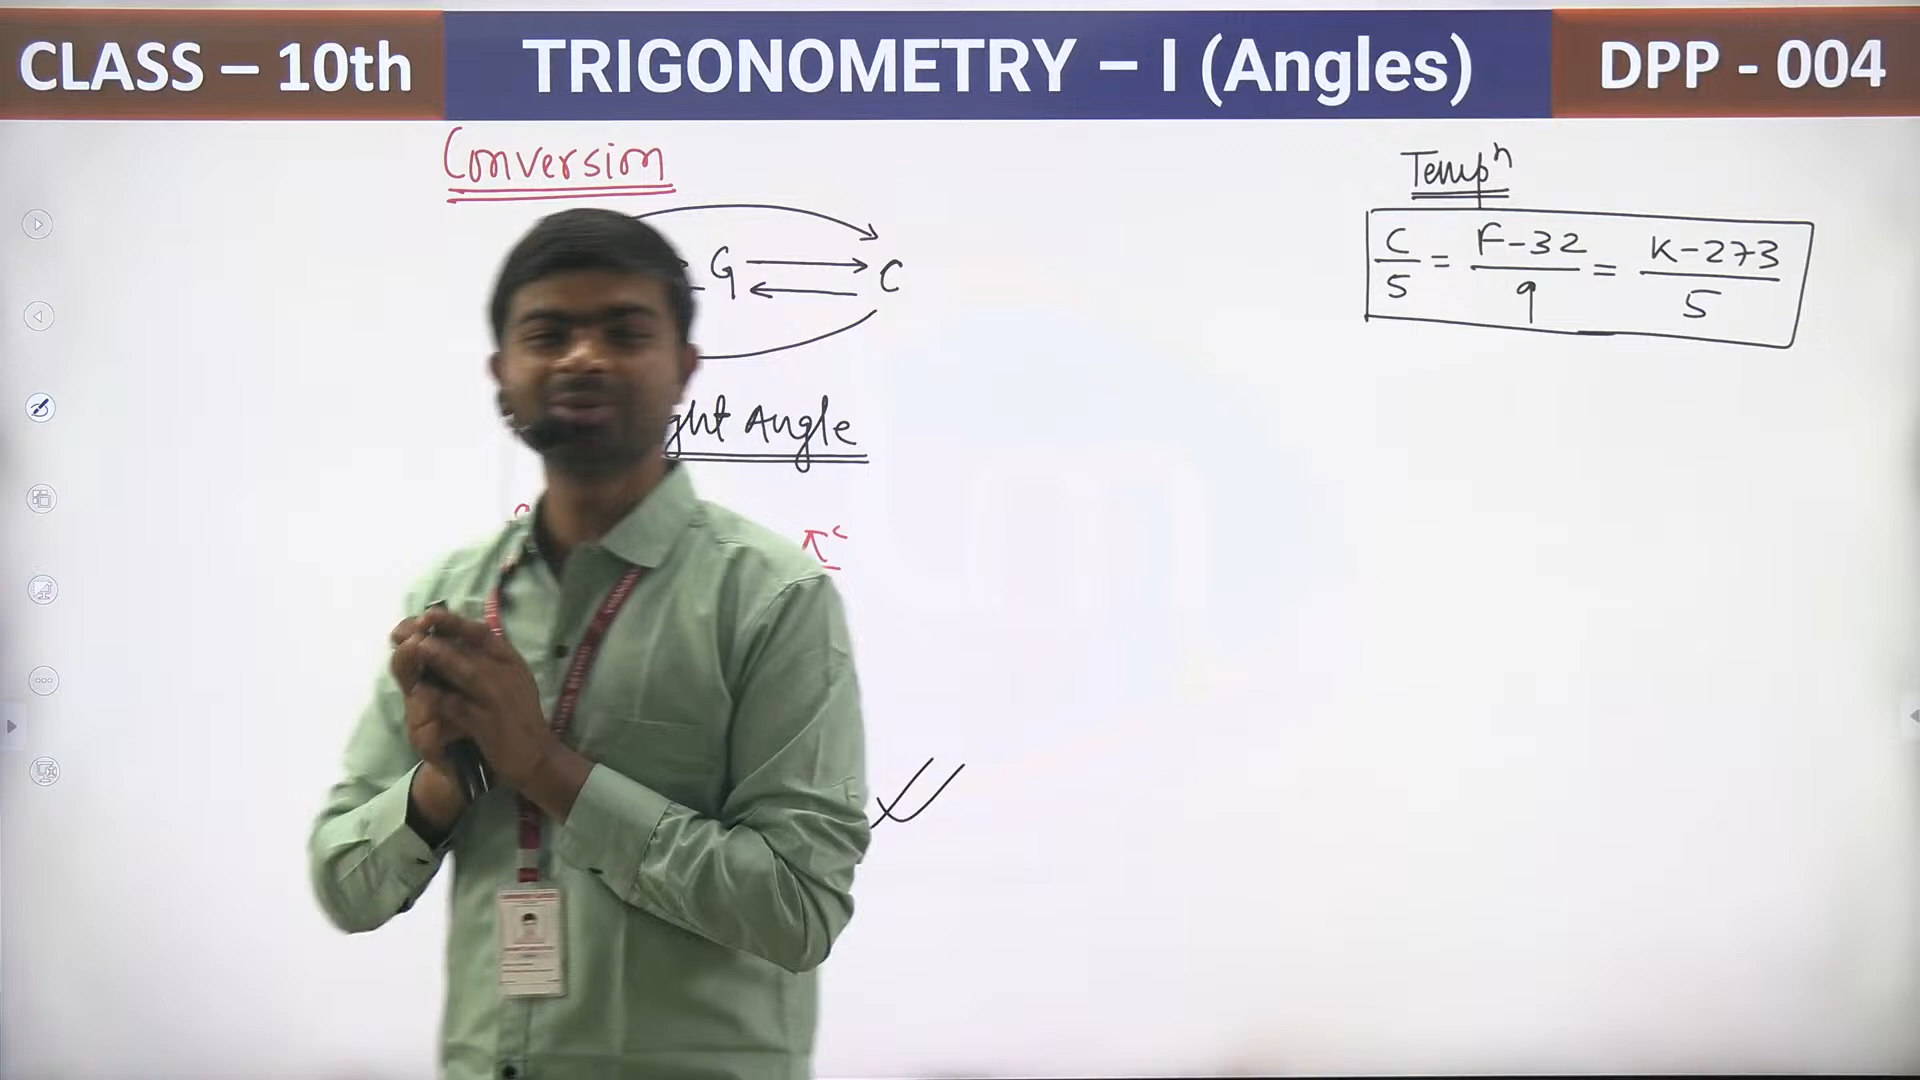 CLASS – 10th TRIGONOMETRY – I (Angles) DPP - 004
Conversion
G C
ght Angle
π^c
Temp^n
C/5 = F-32/9 = K-273/5